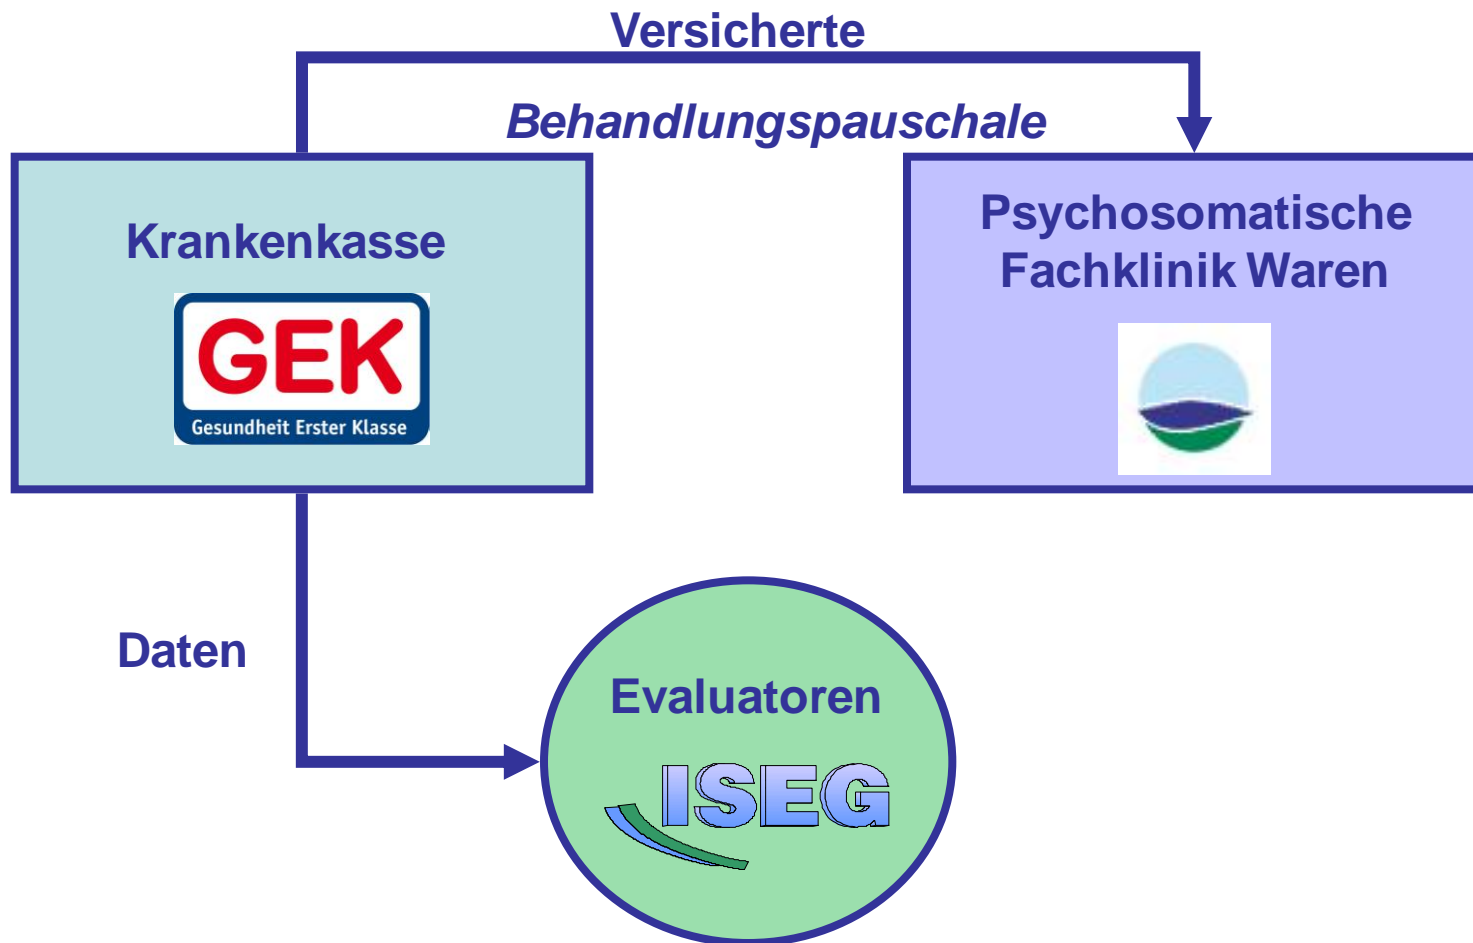 Versicherte
Behandlungspauschale
Krankenkasse
GEK
Gesundheit Erster Klasse
Psychosomatische
Fachklinik Waren
Daten
Evaluatoren
ISEG